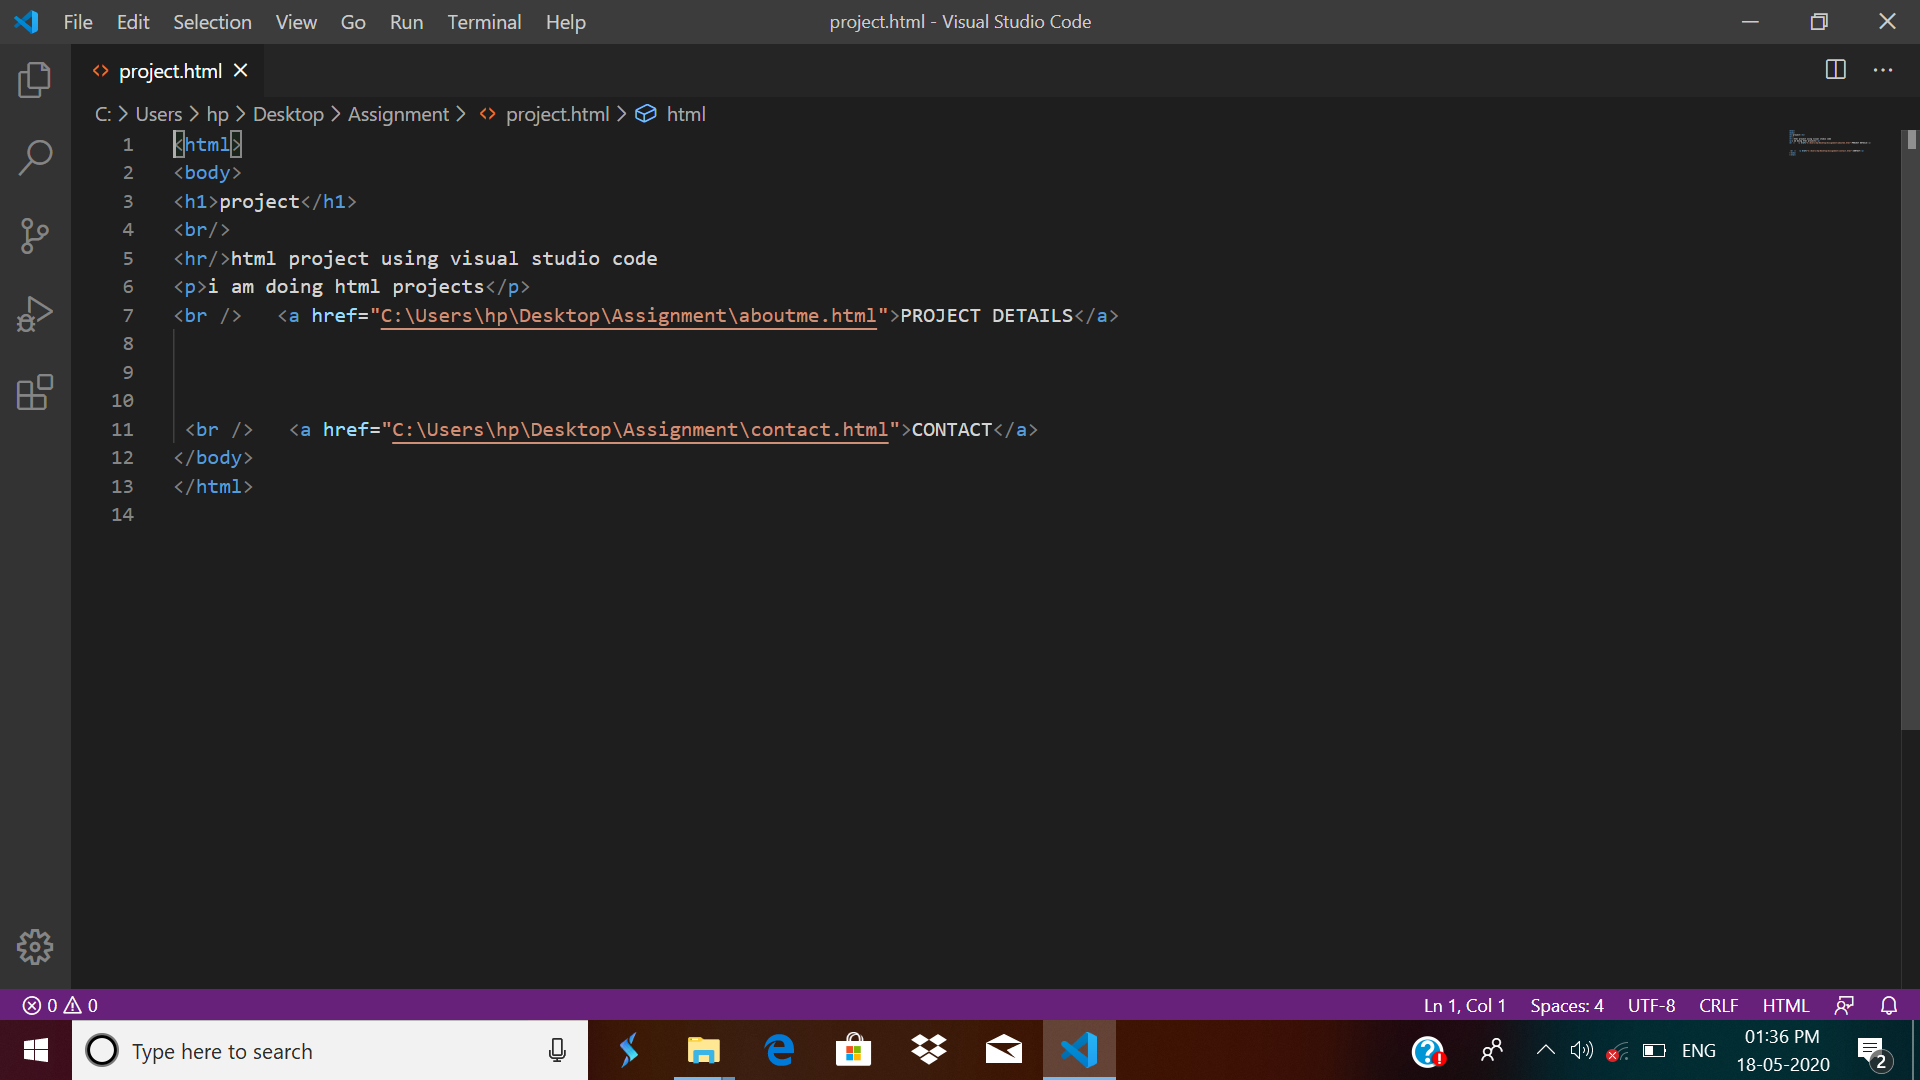 File Edit Selection View Go Run Terminal Help project.html - Visual Studio Code
project.html
C: > Users > hp > Desktop > Assignment > project.html > html
1 <html>
2 <body>
3 <h1>project</h1>
4 <br/>
5 <hr/>html project using visual studio code
6 <p>i am doing html projects</p>
7 <br />   <a href="C:\Users\hp\Desktop\Assignment\aboutme.html">PROJECT DETAILS</a>
8
9
10
11 <br />   <a href="C:\Users\hp\Desktop\Assignment\contact.html">CONTACT</a>
12 </body>
13 </html>
14
0 0 Ln 1, Col 1 Spaces: 4 UTF-8 CRLF HTML
Type here to search ENG 01:36 PM
18-05-2020 2